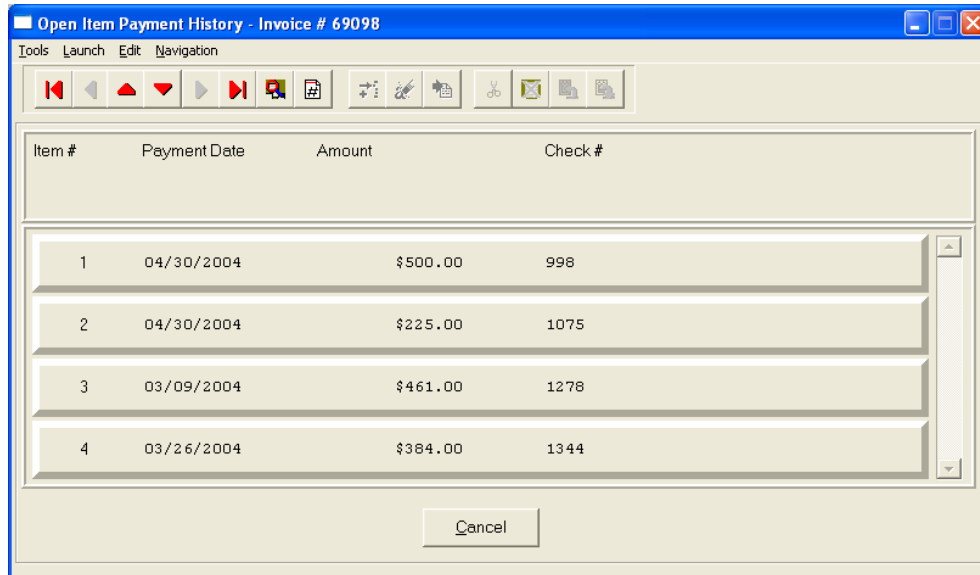 Open Item Payment History - Invoice # 69098
Tools Launch Edit Navigation
Item # Payment Date Amount Check #
1 04/30/2004 $500.00 998
2 04/30/2004 $225.00 1075
3 03/09/2004 $461.00 1278
4 03/26/2004 $384.00 1344
Cancel